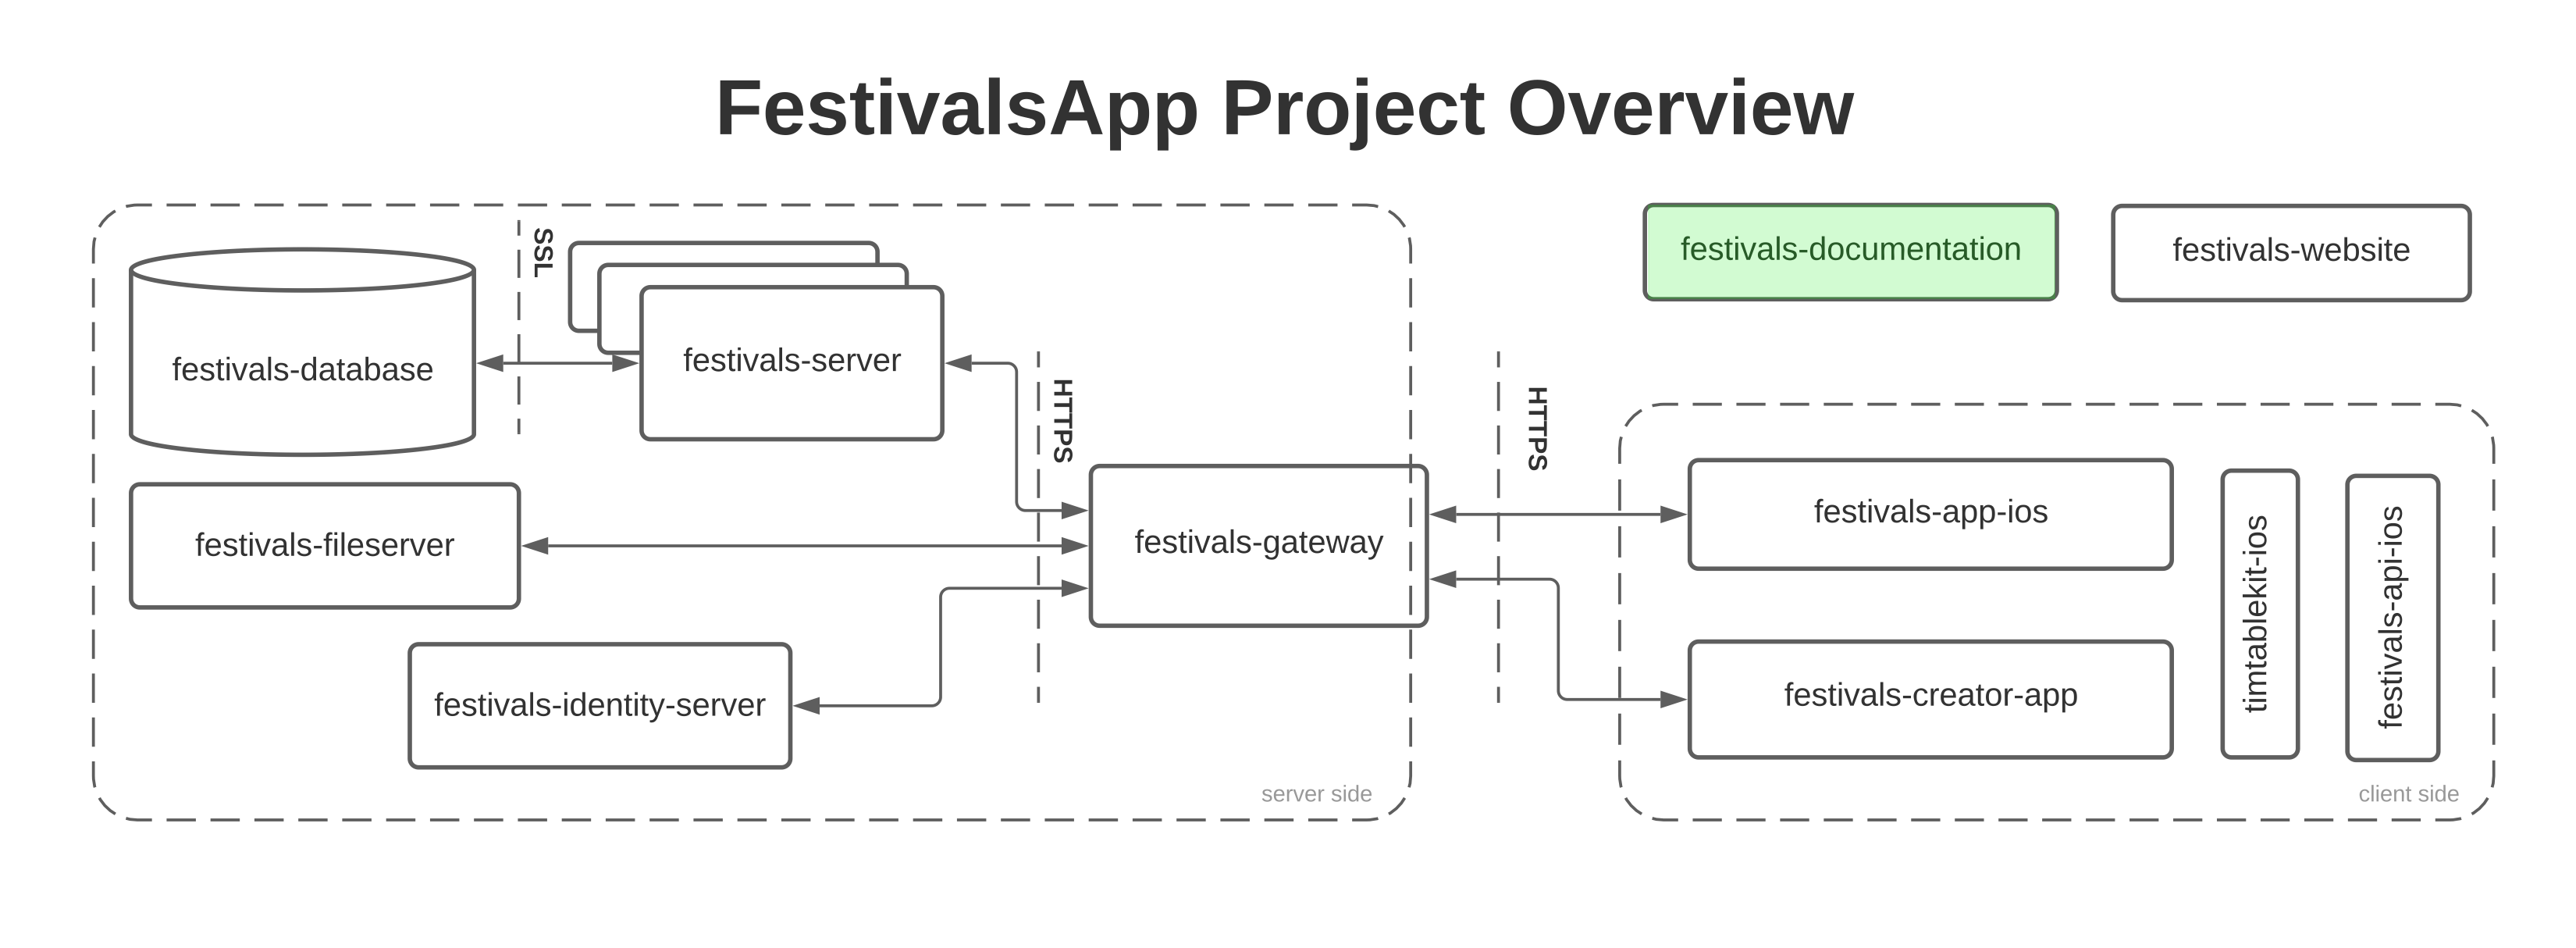 FestivalsApp Project Overview
SSL
festivals-database
festivals-server
HTTPS
festivals-fileserver
festivals-gateway
festivals-identity-server
server side
HTTPS
festivals-documentation
festivals-website
festivals-app-ios
festivals-creator-app
timtablekit-ios
festivals-api-ios
client side